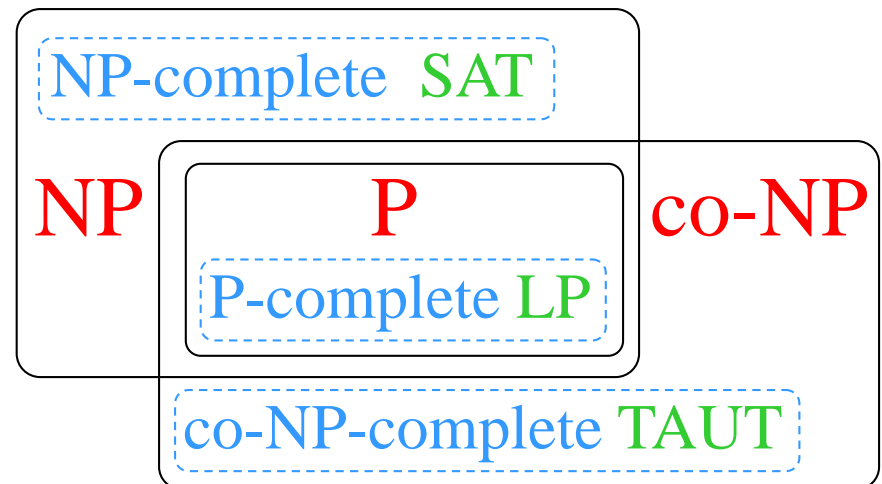 NP-complete SAT
NP P co-NP
P-complete LP
co-NP-complete TAUT